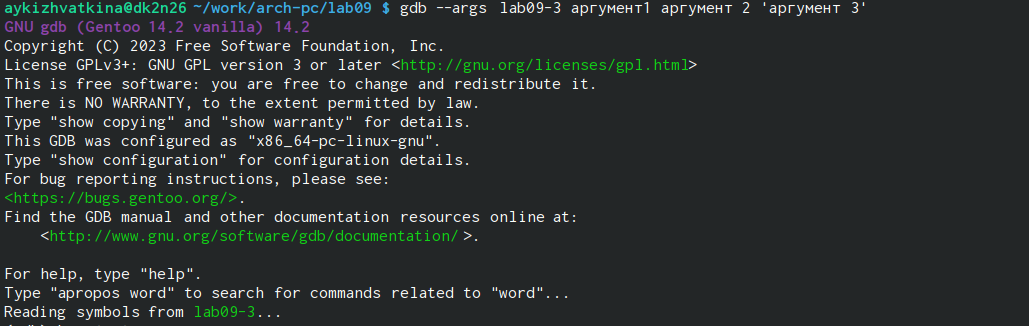 aykizhvatkina@dk2n26 ~/work/arch-pc/lab09 $ gdb --args lab09-3 аргумент1 аргумент 2 'аргумент 3'
GNU gdb (Gentoo 14.2 vanilla) 14.2
Copyright (C) 2023 Free Software Foundation, Inc.
License GPLv3+: GNU GPL version 3 or later <http://gnu.org/licenses/gpl.html>
This is free software: you are free to change and redistribute it.
There is NO WARRANTY, to the extent permitted by law.
Type "show copying" and "show warranty" for details.
This GDB was configured as "x86_64-pc-linux-gnu".
Type "show configuration" for configuration details.
For bug reporting instructions, please see:
<https://bugs.gentoo.org/>.
Find the GDB manual and other documentation resources online at:
    <http://www.gnu.org/software/gdb/documentation/>.

For help, type "help".
Type "apropos word" to search for commands related to "word"...
Reading symbols from lab09-3...